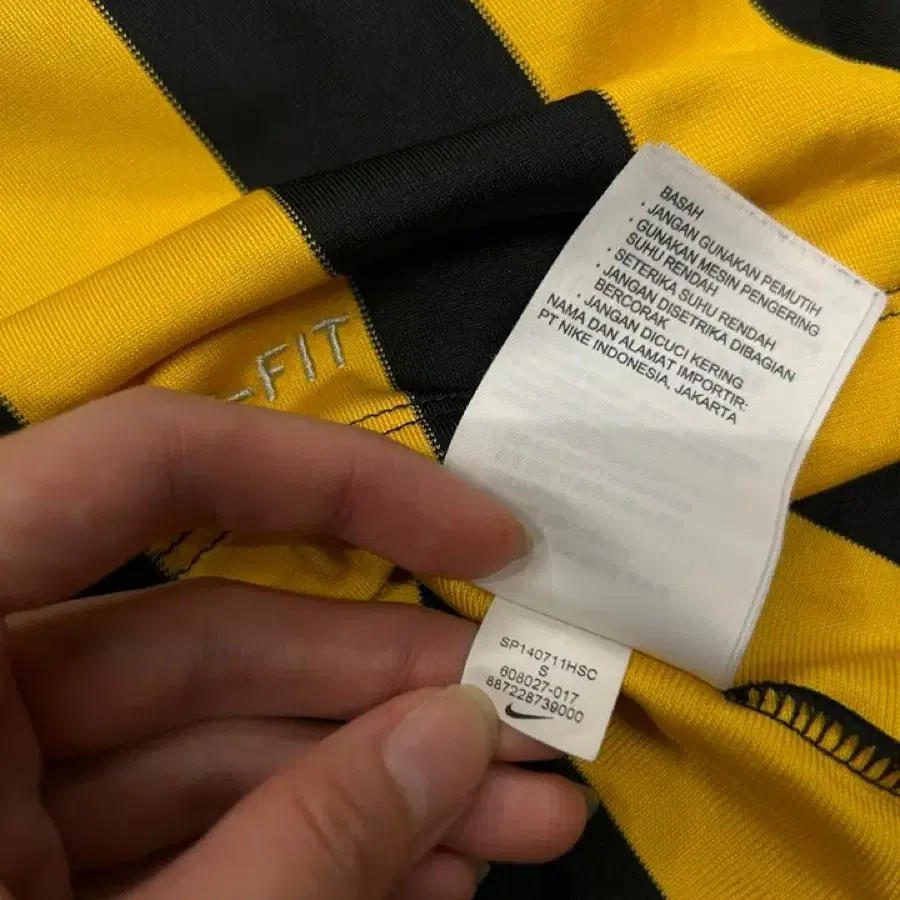 BASAH
. JANGAN GUNAKAN PEMUTIH
. GUNAKAN MESIN PENGERING
SUHU RENDAH
. SETERIKA SUHU RENDAH
. JANGAN DISETRIKA DIBAGIAN
BERCORAK
. JANGAN DICUCI KERING
NAMA DAN ALAMAT IMPORTIR:
PT NIKE INDONESIA, JAKARTA
-FIT
SP140711HSC
S
608027-017
887228739000